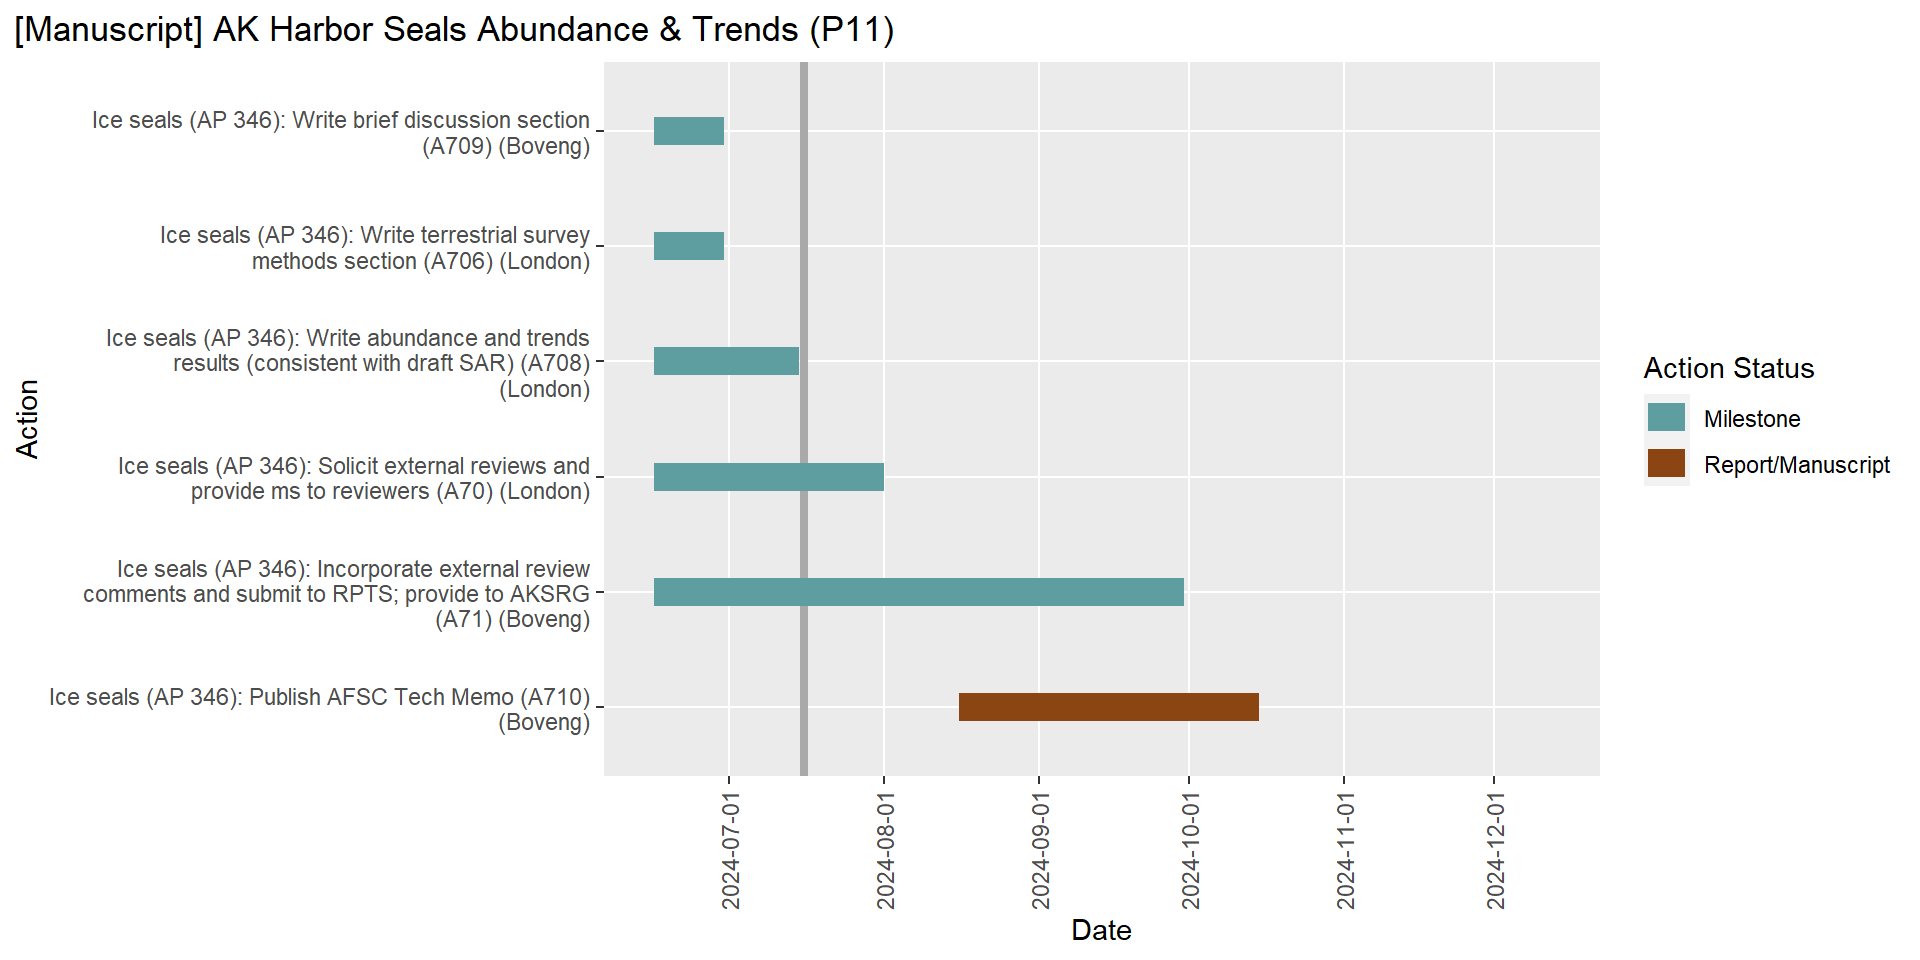 [Manuscript] AK Harbor Seals Abundance & Trends (P11)
Action
Ice seals (AP 346): Write brief discussion section
(A709) (Boveng)
Ice seals (AP 346): Write terrestrial survey
methods section (A706) (London)
Ice seals (AP 346): Write abundance and trends
results (consistent with draft SAR) (A708)
(London)
Ice seals (AP 346): Solicit external reviews and
provide ms to reviewers (A70) (London)
Ice seals (AP 346): Incorporate external review
comments and submit to RPTS; provide to AKSRG
(A71) (Boveng)
Ice seals (AP 346): Publish AFSC Tech Memo (A710)
(Boveng)
2024-07-01
2024-08-01
2024-09-01
2024-10-01
2024-11-01
2024-12-01
Date
Action Status
Milestone
Report/Manuscript